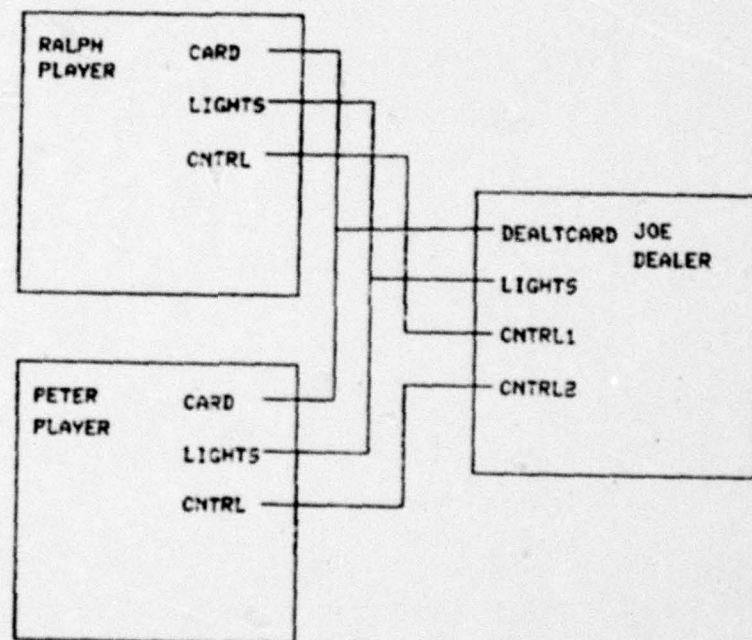 RALPH
PLAYER
CARD
LIGHTS
CNTRL
DEALTCARD JOE
DEALER
LIGHTS
CNTRL1
CNTRL2
PETER
PLAYER
CARD
LIGHTS
CNTRL